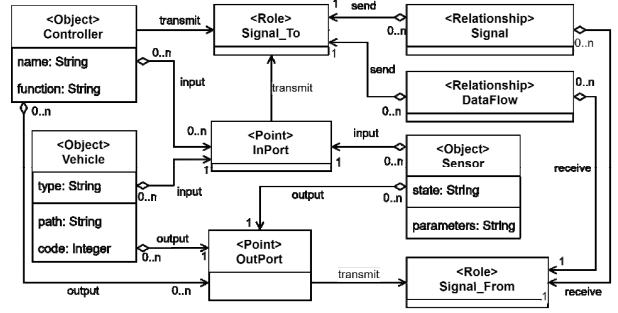 <Object>
Controller
name: String
function: String
transmit
<Role>
Signal_To
1
send
0..n
<Relationship>
Signal
0..n
0..n
input
1
send
0..n
<Relationship>
DataFlow
0..n
transmit
0..n
0..n
<Point>
InPort
1
1
input
0..n
<Object>
Sensor
state: String
parameters: String
receive
<Object>
Vehicle
type: String
path: String
code: Integer
0..n
input
output
0..n
1
output
0..n
1
<Point>
OutPort
transmit
<Role>
Signal_From
1
1
receive
output
0..n